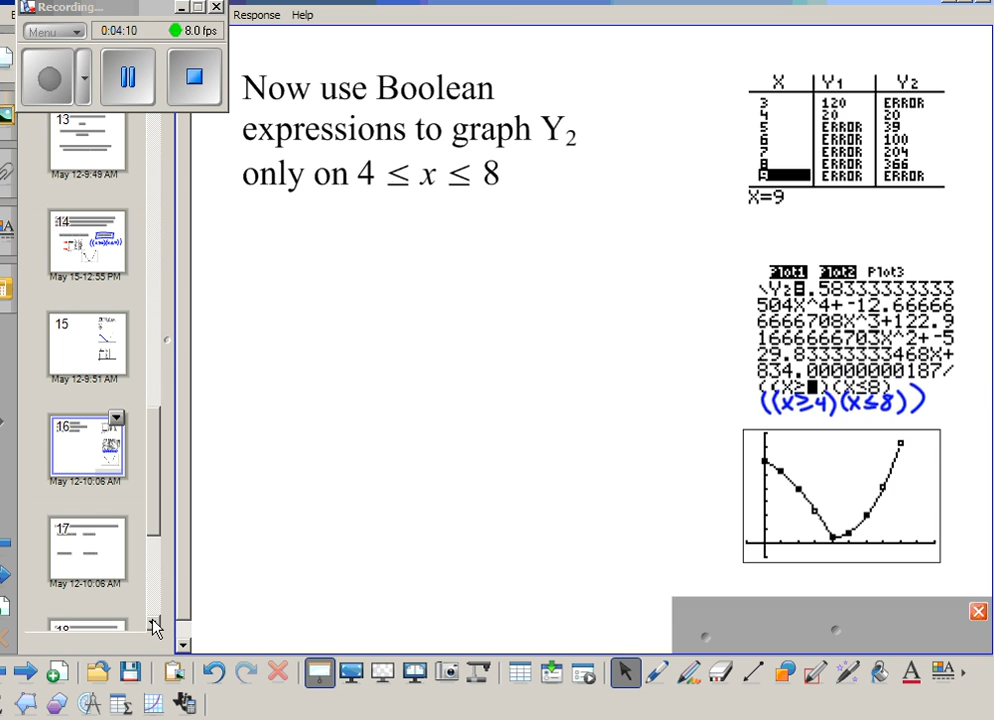 Recording...
Response Help
Menu 0:04:10 8.0 fps
13
May 12-9:49 AM
14
May 15-12:55 PM
15
May 12-9:51 AM
16
May 12-10:06 AM
17
May 12-10:06 AM
18
Now use Boolean
expressions to graph Y₂
only on 4 ≤ x ≤ 8
X Y1 Y2
3 120 ERROR
4 20 20
5 ERROR 39
6 ERROR 100
7 ERROR 204
8 ERROR 366
9 ERROR ERROR
X=9
Plot1 Plot2 Plot3
\Y2=.58333333333
504X^4+-12.66666
6666708X^3+122.9
1666666703X^2+-5
29.83333333468X+
834.00000000187/
((X≥ )(X≤8)
((x≥4)(x≤8))